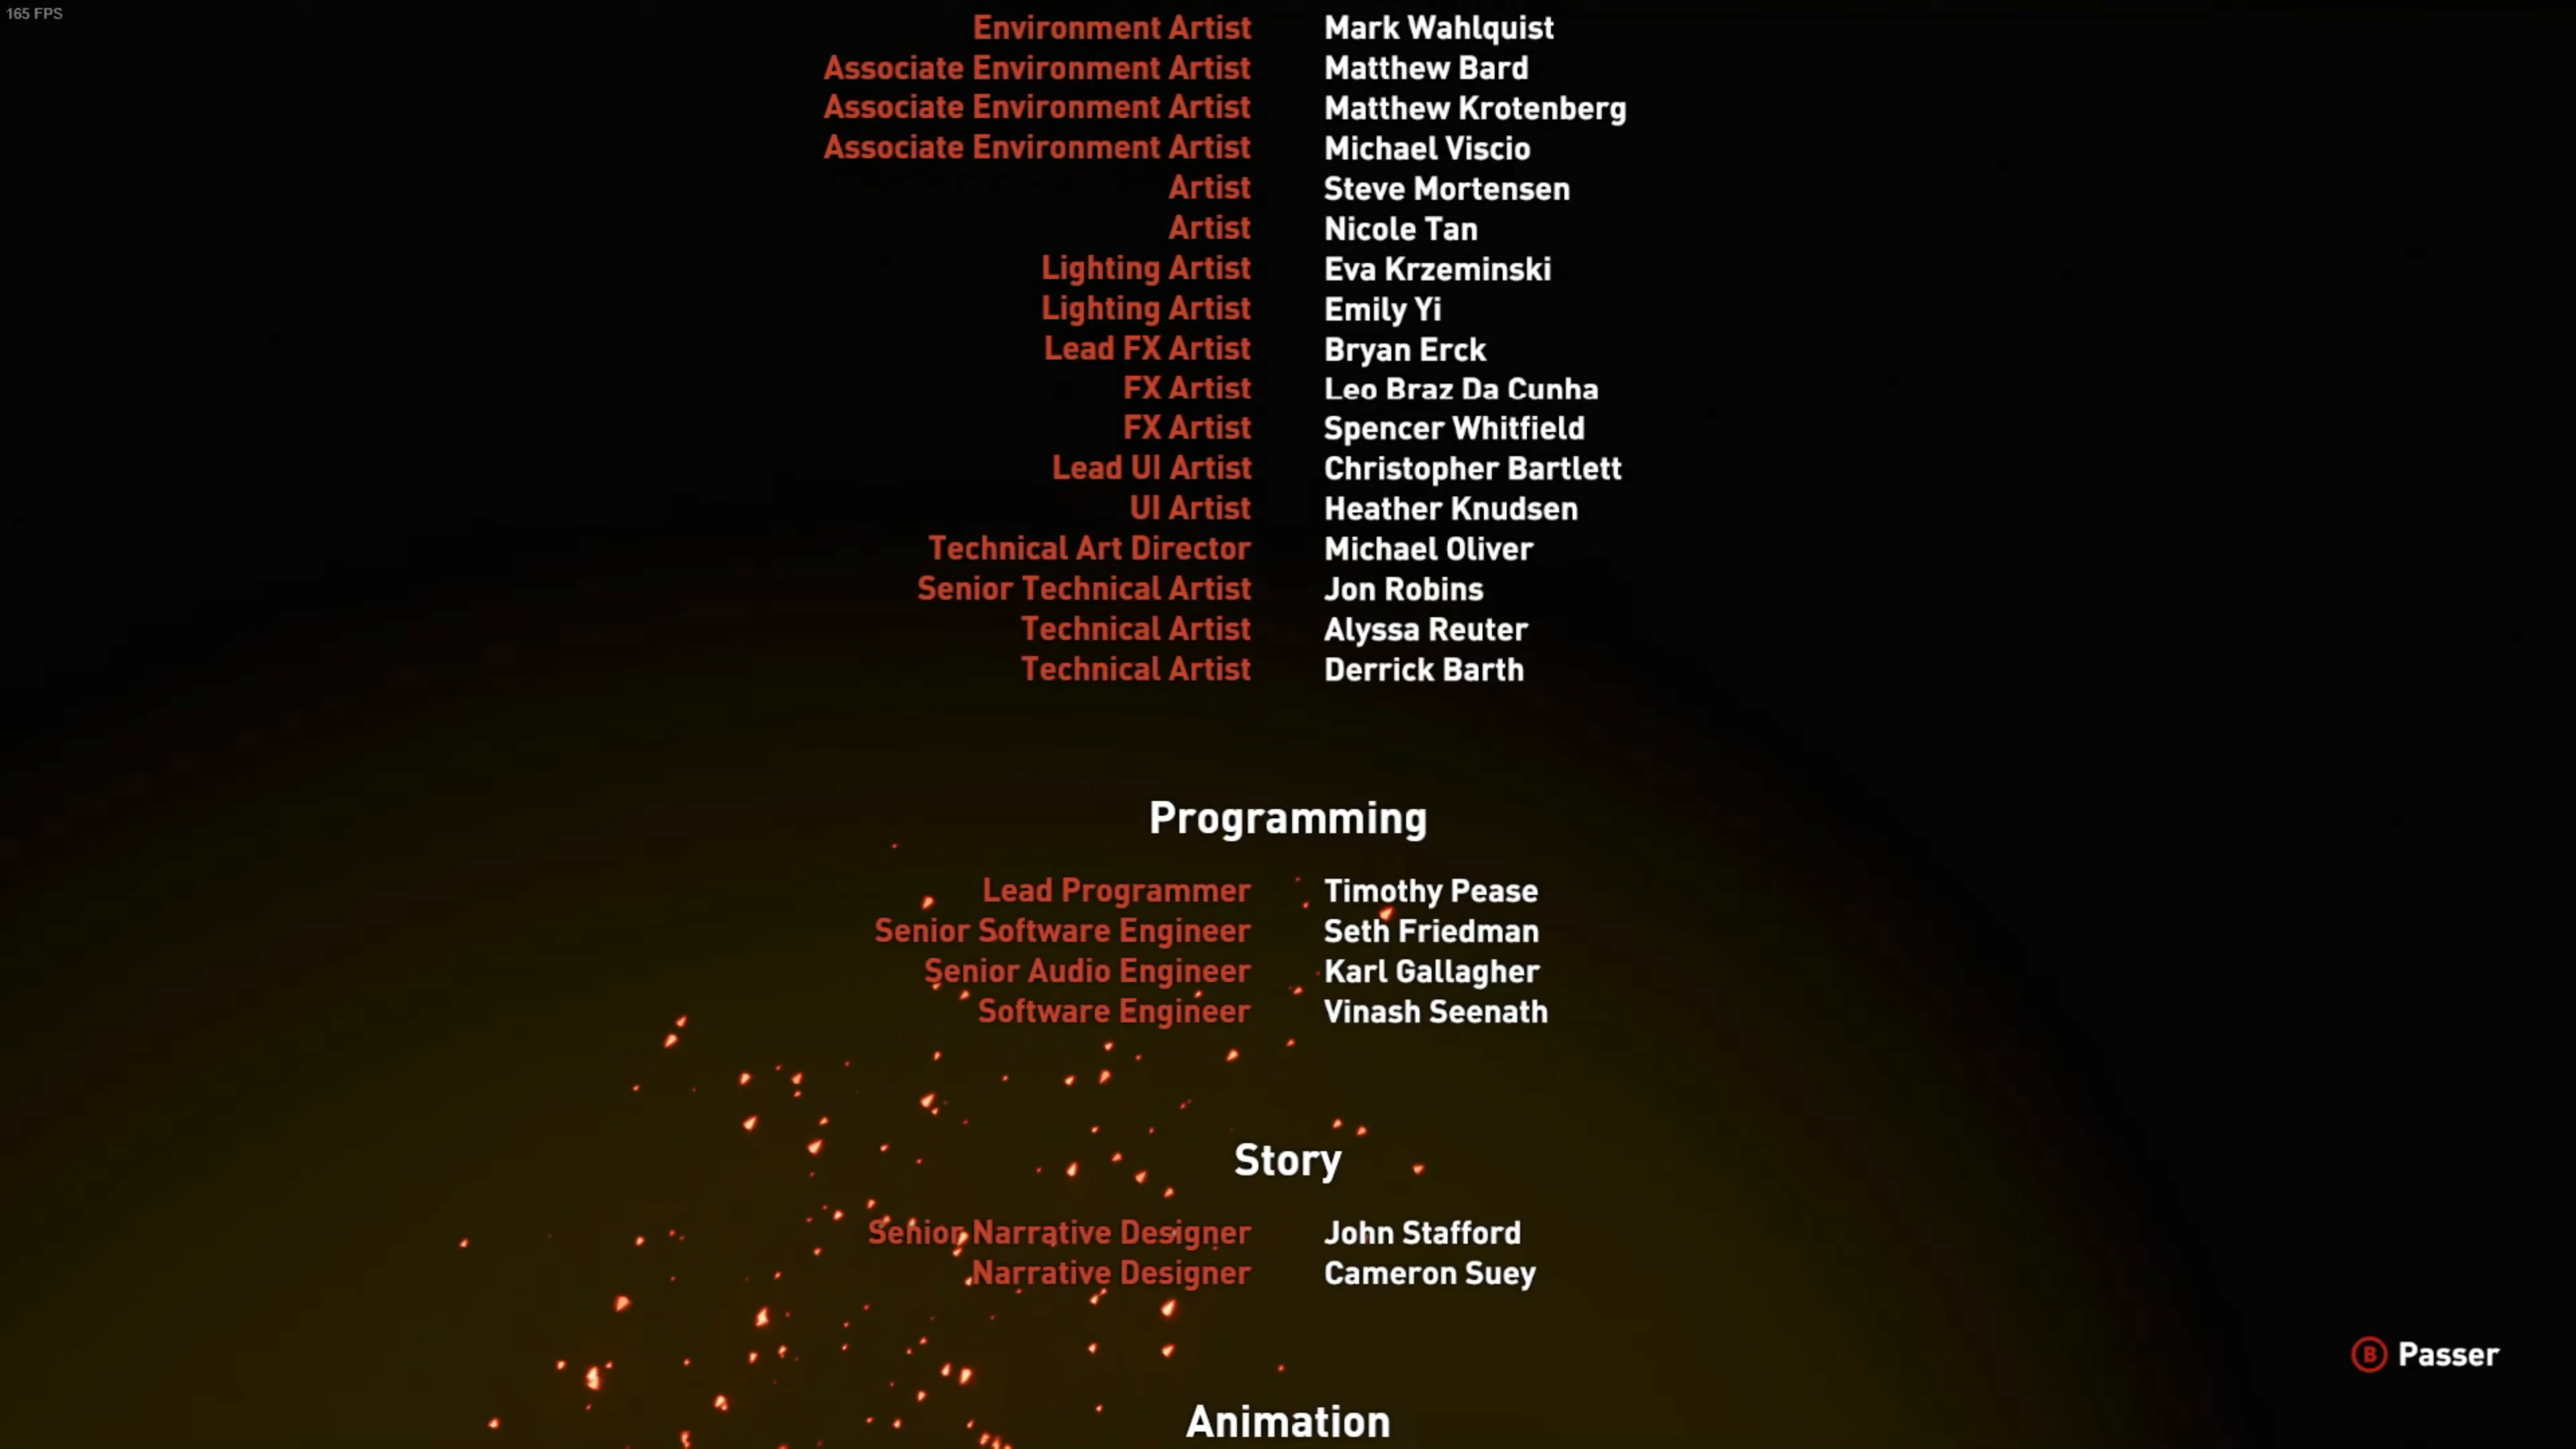 165 FPS
Environment Artist Mark Wahlquist
Associate Environment Artist Matthew Bard
Associate Environment Artist Matthew Krotenberg
Associate Environment Artist Michael Viscio
Artist Steve Mortensen
Artist Nicole Tan
Lighting Artist Eva Krzeminski
Lighting Artist Emily Yi
Lead FX Artist Bryan Erck
FX Artist Leo Braz Da Cunha
FX Artist Spencer Whitfield
Lead UI Artist Christopher Bartlett
UI Artist Heather Knudsen
Technical Art Director Michael Oliver
Senior Technical Artist Jon Robins
Technical Artist Alyssa Reuter
Technical Artist Derrick Barth
Programming
Lead Programmer Timothy Pease
Senior Software Engineer Seth Friedman
Senior Audio Engineer Karl Gallagher
Software Engineer Vinash Seenath
Story
Senior Narrative Designer John Stafford
Narrative Designer Cameron Suey
B Passer
Animation